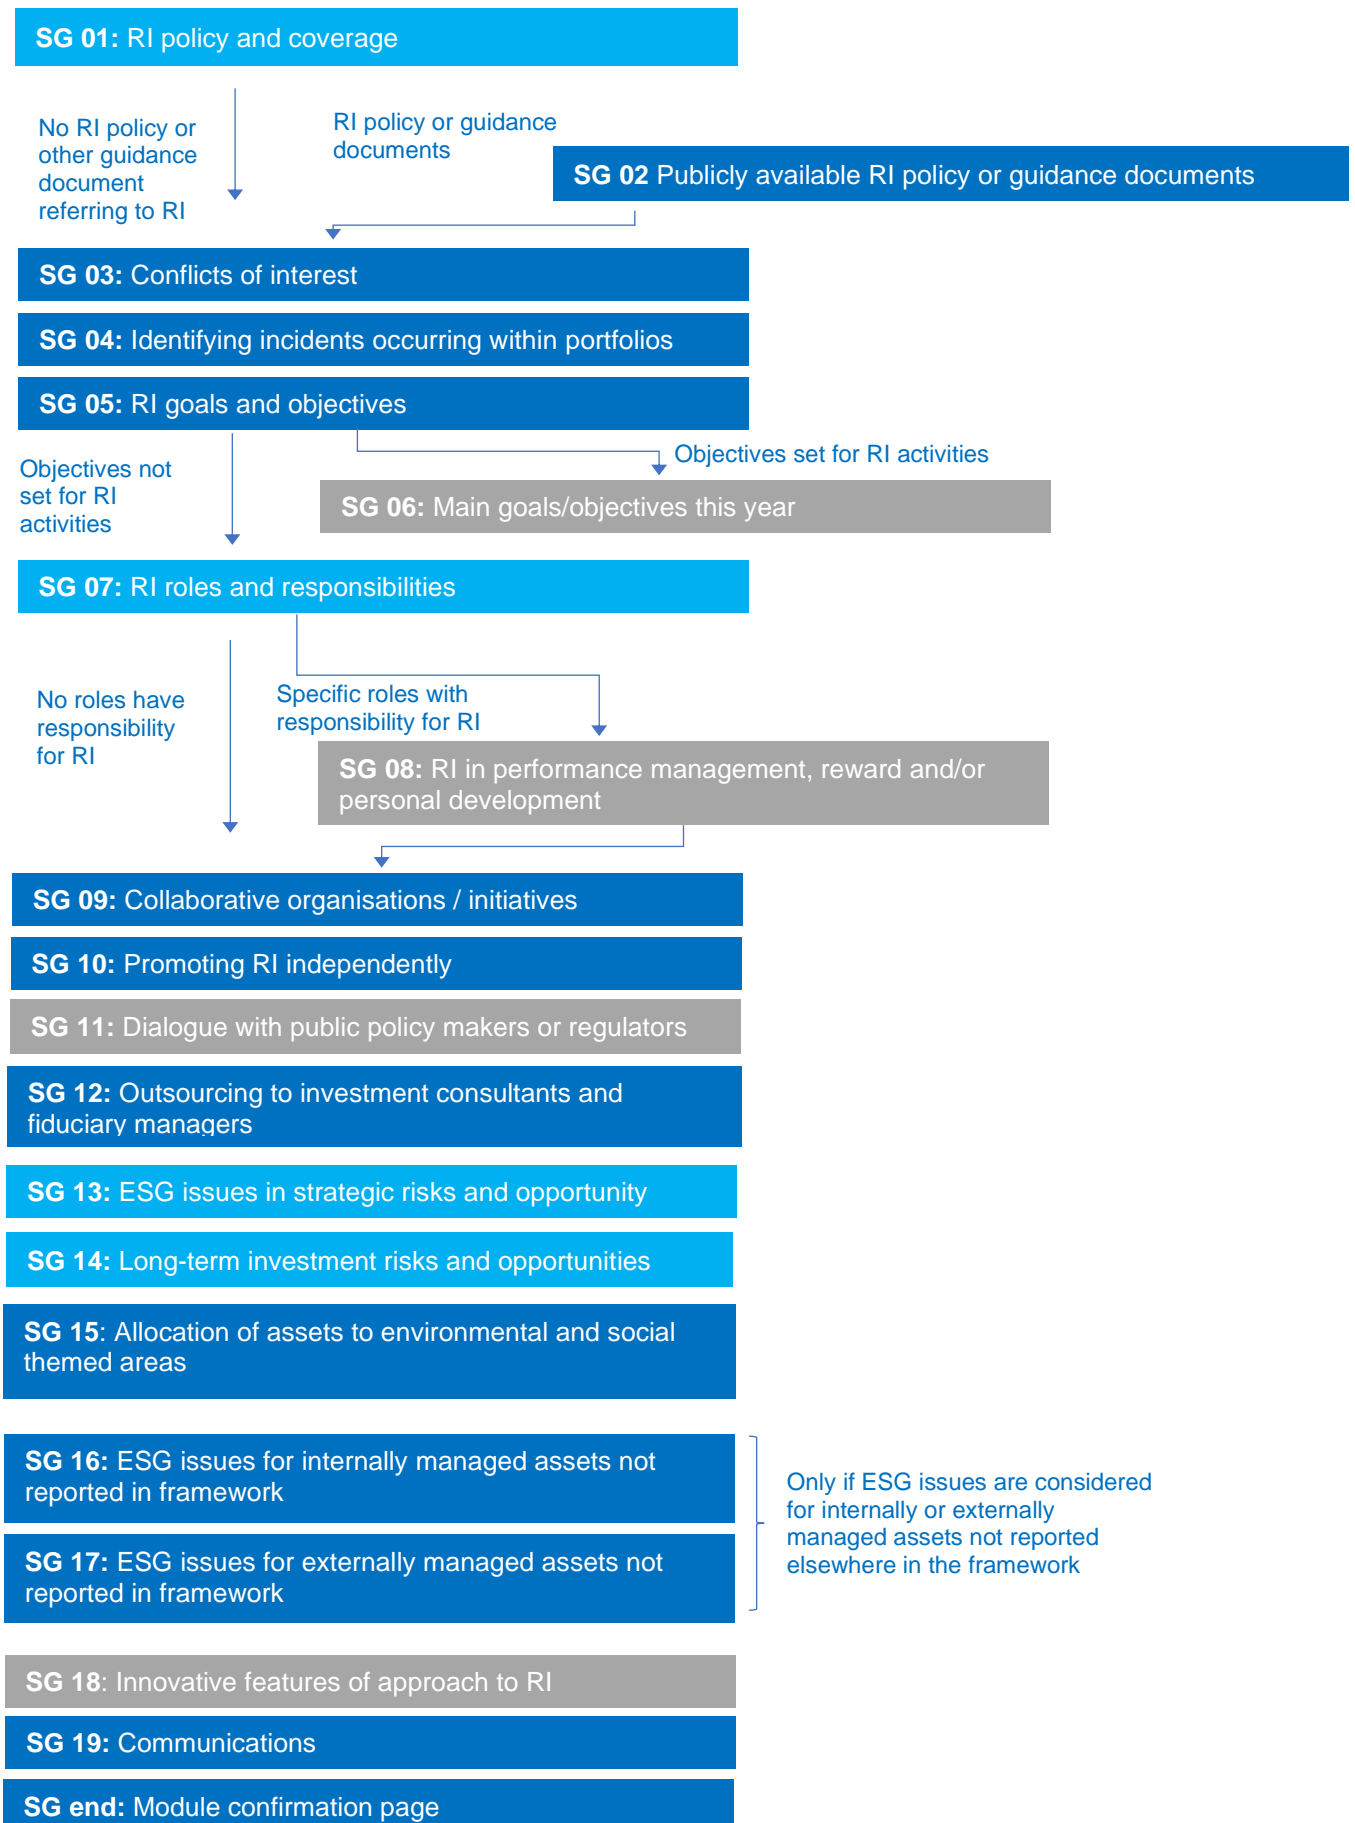 SG 01: RI policy and coverage
No RI policy or
other guidance
document
referring to RI
RI policy or guidance
documents
SG 02 Publicly available RI policy or guidance documents
SG 03: Conflicts of interest
SG 04: Identifying incidents occurring within portfolios
SG 05: RI goals and objectives
Objectives not
set for RI
activities
Objectives set for RI activities
SG 06: Main goals/objectives this year
SG 07: RI roles and responsibilities
No roles have
responsibility
for RI
Specific roles with
responsibility for RI
SG 08: RI in performance management, reward and/or
personal development
SG 09: Collaborative organisations / initiatives
SG 10: Promoting RI independently
SG 11: Dialogue with public policy makers or regulators
SG 12: Outsourcing to investment consultants and
fiduciary managers
SG 13: ESG issues in strategic risks and opportunity
SG 14: Long-term investment risks and opportunities
SG 15: Allocation of assets to environmental and social
themed areas
SG 16: ESG issues for internally managed assets not
reported in framework
SG 17: ESG issues for externally managed assets not
reported in framework
Only if ESG issues are considered
for internally or externally
managed assets not reported
elsewhere in the framework
SG 18: Innovative features of approach to RI
SG 19: Communications
SG end: Module confirmation page